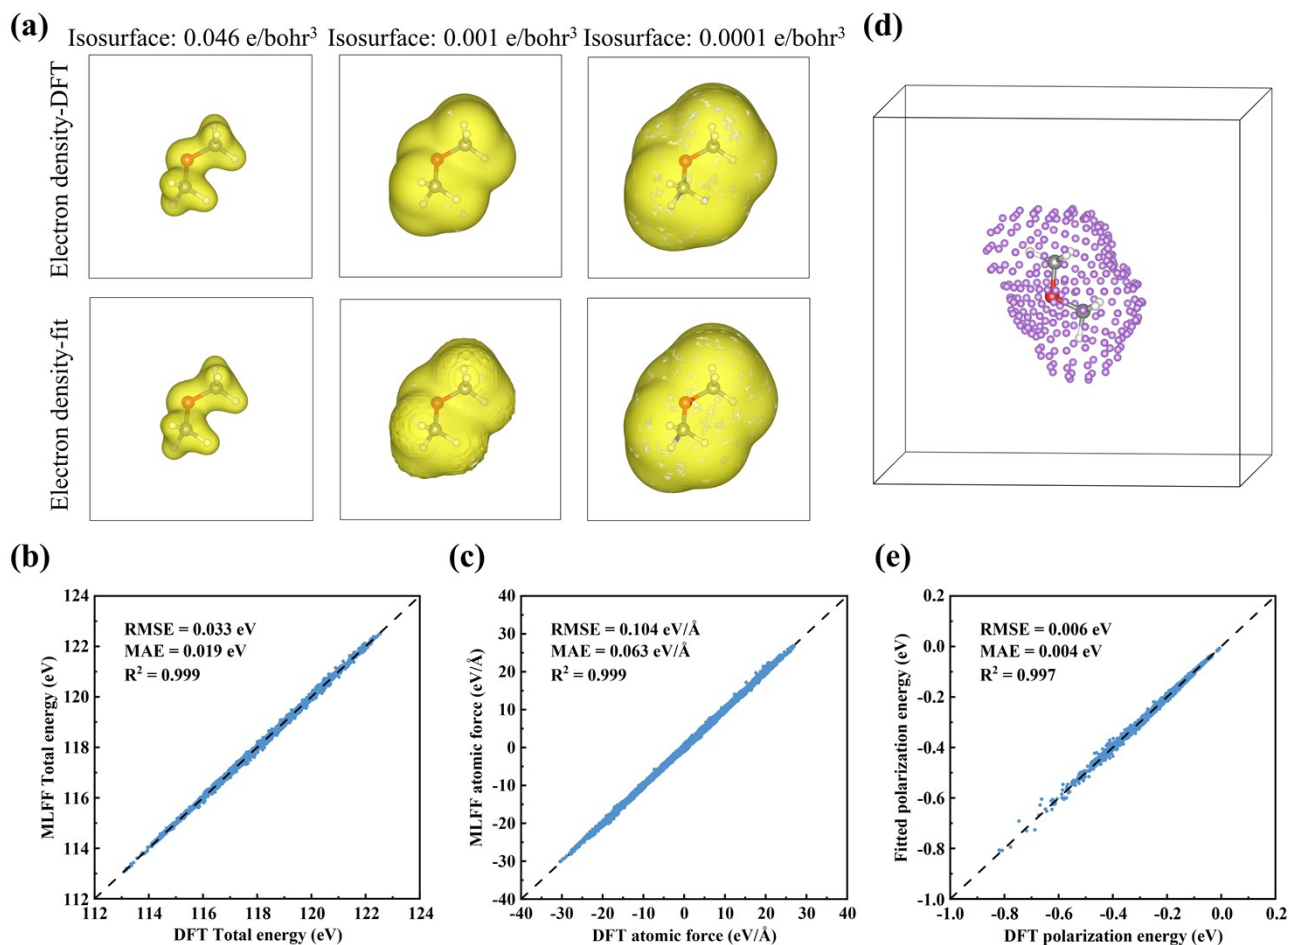 (a)
Isosurface: 0.046 e/bohr³ Isosurface: 0.001 e/bohr³ Isosurface: 0.0001 e/bohr³
Electron density-DFT
Electron density-fit
(d)
(b)
124
122
120
118
116
114
112
MLFF Total energy (eV)
RMSE = 0.033 eV
MAE = 0.019 eV
R² = 0.999
112 114 116 118 120 122 124
DFT Total energy (eV)
(c)
40
30
20
10
0
-10
-20
-30
-40
MLFF atomic force (eV/Å)
RMSE = 0.104 eV/Å
MAE = 0.063 eV/Å
R² = 0.999
-40 -30 -20 -10 0 10 20 30 40
DFT atomic force (eV/Å)
(e)
0.2
0.0
-0.2
-0.4
-0.6
-0.8
-1.0
Fitted polarization energy (eV)
RMSE = 0.006 eV
MAE = 0.004 eV
R² = 0.997
-1.0 -0.8 -0.6 -0.4 -0.2 0.0 0.2
DFT polarization energy (eV)